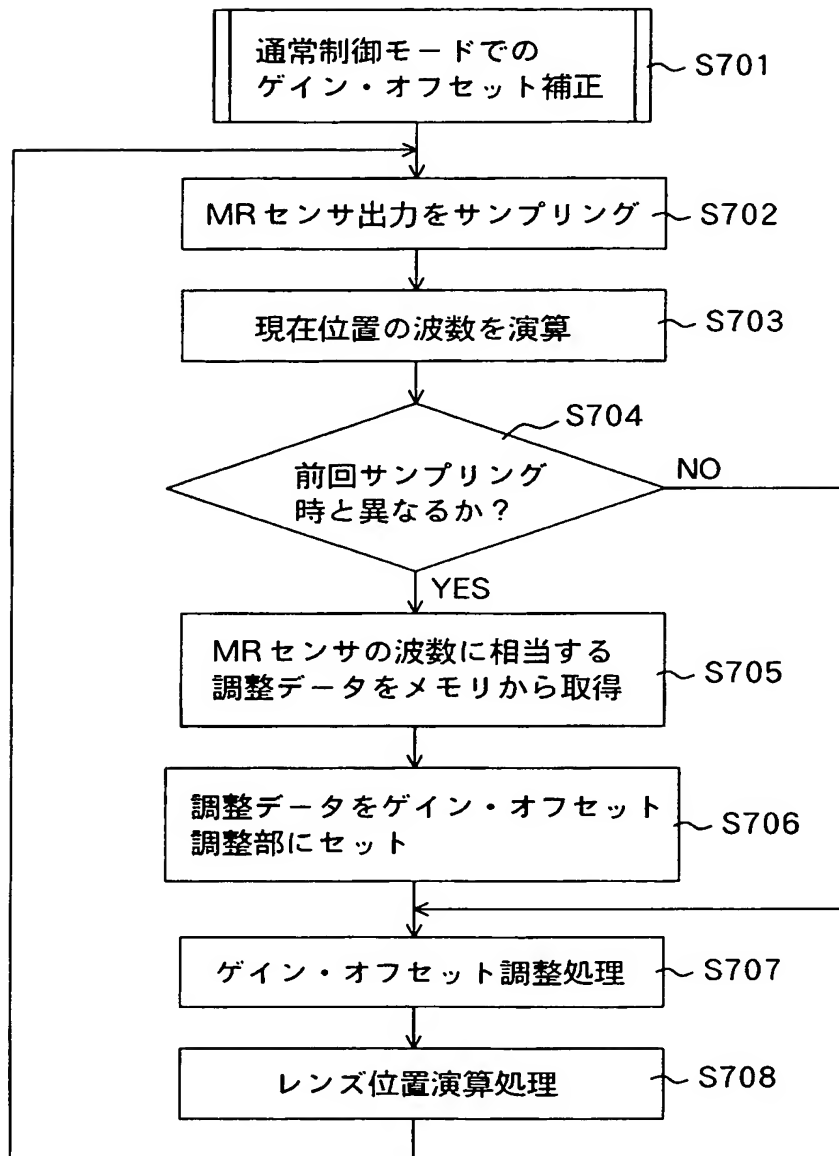 通常制御モードでの
ゲイン・オフセット補正
S701
MRセンサ出力をサンプリング
S702
現在位置の波数を演算
S703
S704
前回サンプリング
時と異なるか？
NO
YES
MRセンサの波数に相当する
調整データをメモリから取得
S705
調整データをゲイン・オフセット
調整部にセット
S706
ゲイン・オフセット調整処理
S707
レンズ位置演算処理
S708